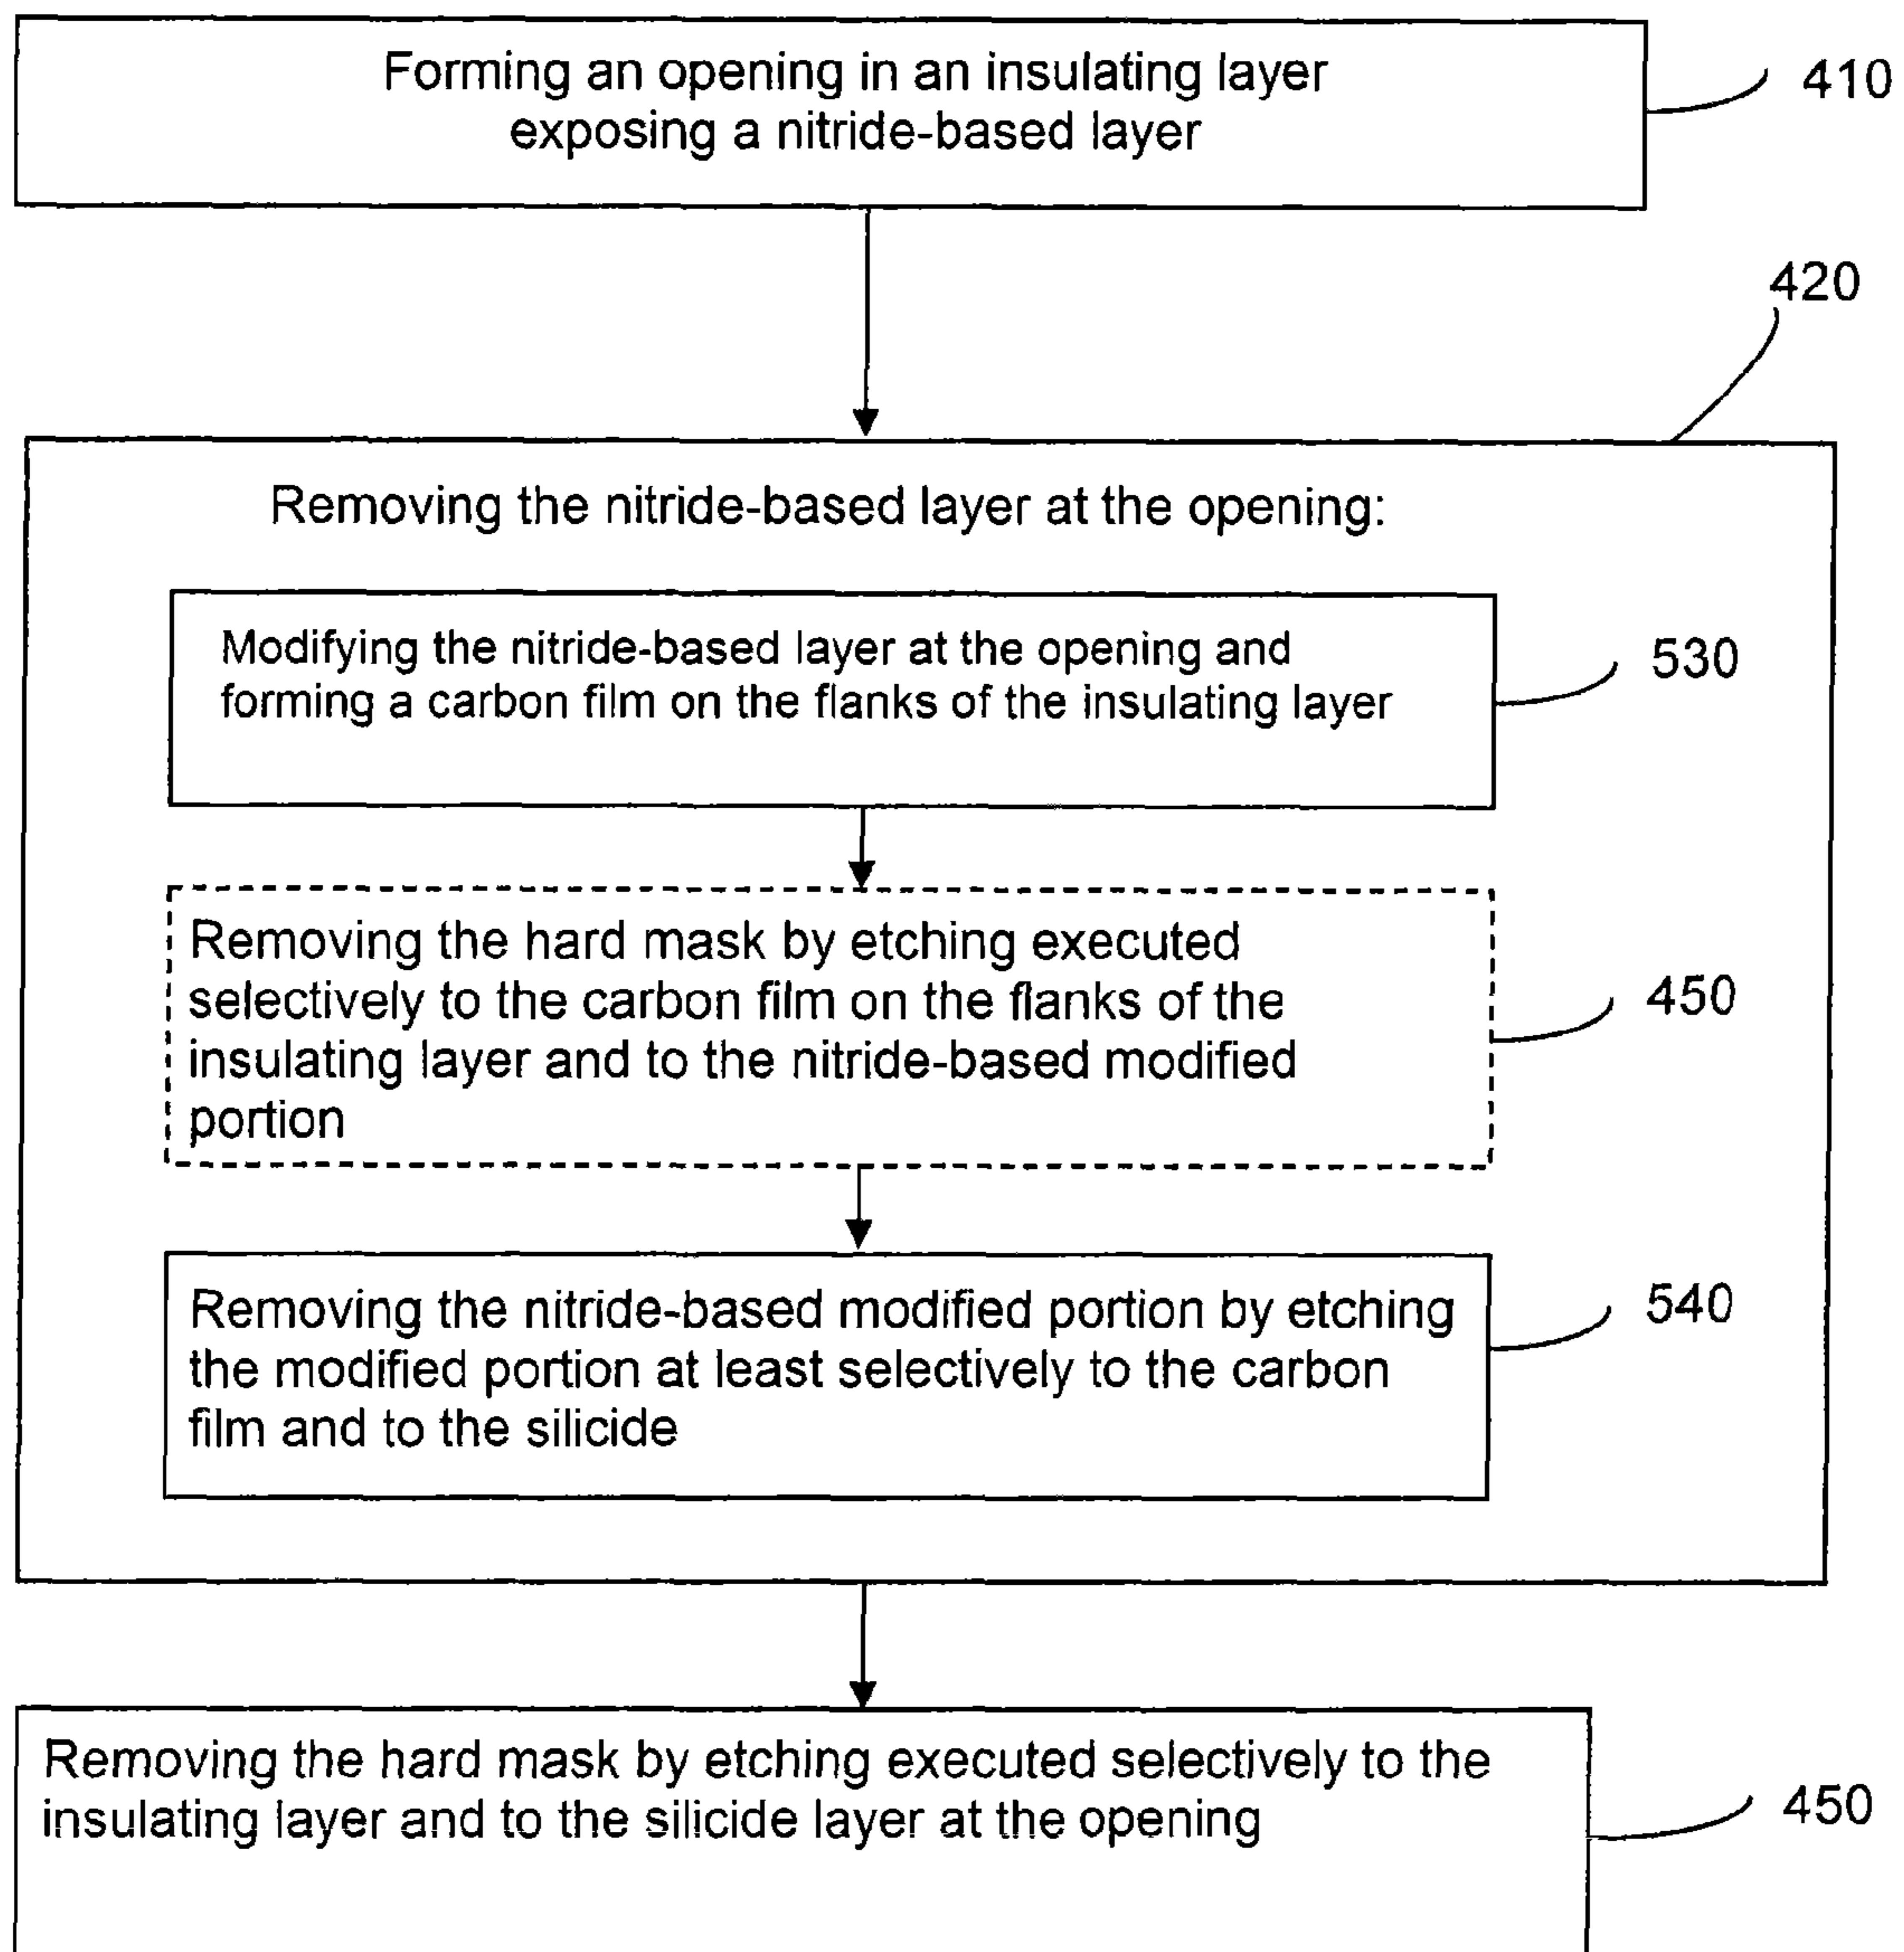 Forming an opening in an insulating layer
exposing a nitride-based layer
410
420
Removing the nitride-based layer at the opening:
Modifying the nitride-based layer at the opening and
forming a carbon film on the flanks of the insulating layer
530
Removing the hard mask by etching executed
selectively to the carbon film on the flanks of the
insulating layer and to the nitride-based modified
portion
450
Removing the nitride-based modified portion by etching
the modified portion at least selectively to the carbon
film and to the silicide
540
Removing the hard mask by etching executed selectively to the
insulating layer and to the silicide layer at the opening
450